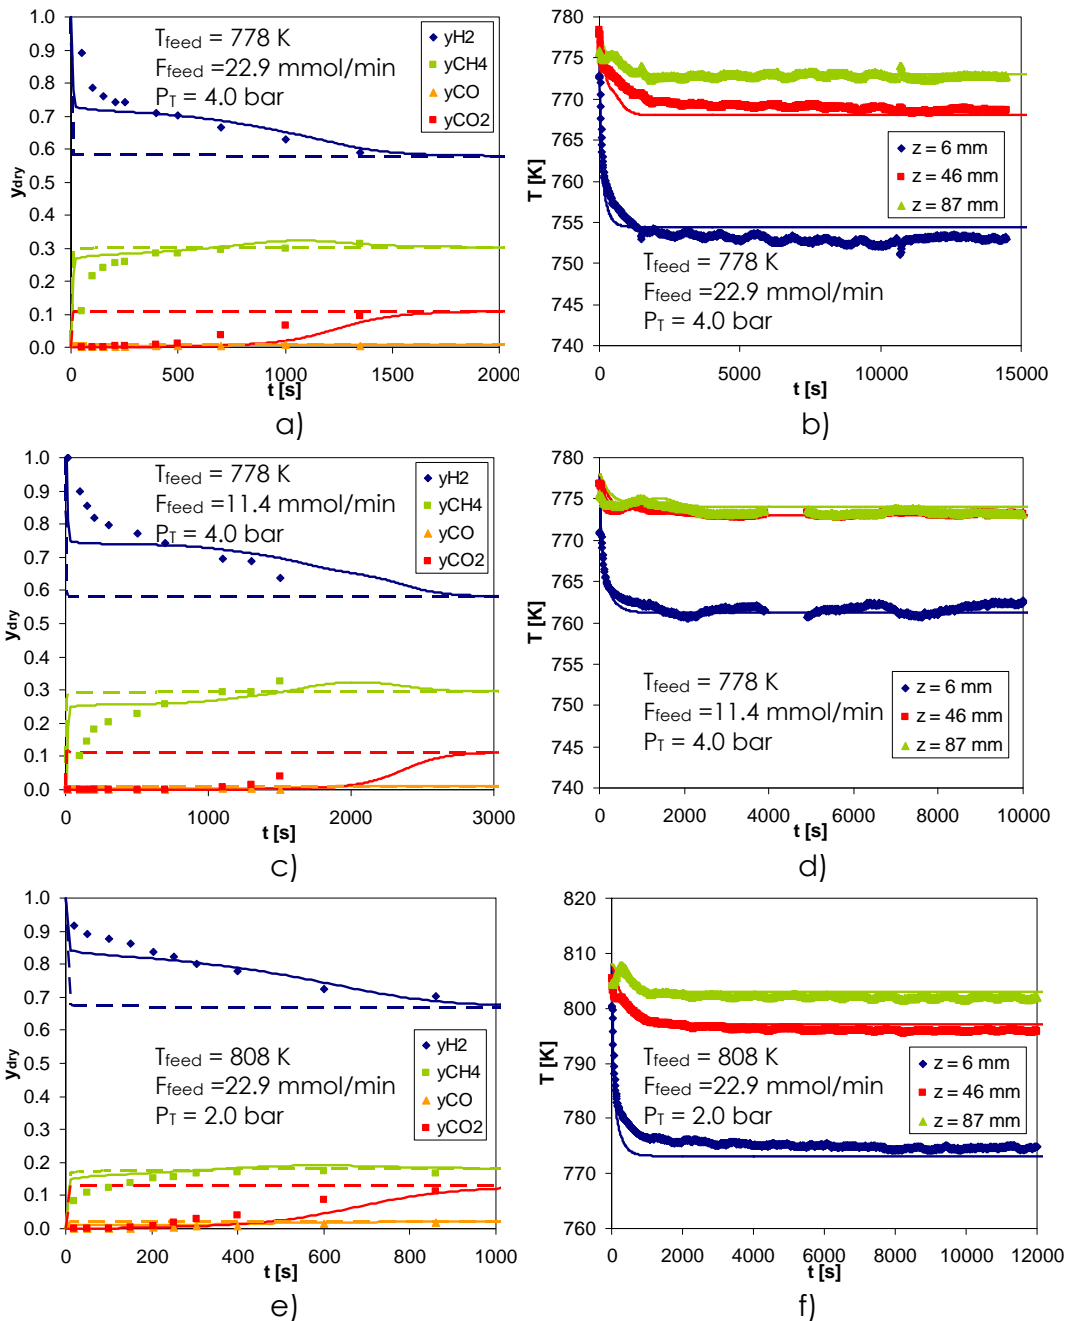 1.0
0.9
0.8
0.7
0.6
0.5
0.4
0.3
0.2
0.1
0.0
ydry
Tfeed = 778 K
Ffeed =22.9 mmol/min
PT = 4.0 bar
yH2
yCH4
yCO
yCO2
0 500 1000 1500 2000
t [s]
a)
780
775
770
765
760
755
750
745
740
T [K]
z = 6 mm
z = 46 mm
z = 87 mm
Tfeed = 778 K
Ffeed =22.9 mmol/min
PT = 4.0 bar
0 5000 10000 15000
t [s]
b)
1.0
0.9
0.8
0.7
0.6
0.5
0.4
0.3
0.2
0.1
0.0
ydry
Tfeed = 778 K
Ffeed =11.4 mmol/min
PT = 4.0 bar
yH2
yCH4
yCO
yCO2
0 1000 2000 3000
t [s]
c)
780
775
770
765
760
755
750
745
740
T [K]
Tfeed = 778 K
Ffeed =11.4 mmol/min
PT = 4.0 bar
z = 6 mm
z = 46 mm
z = 87 mm
0 2000 4000 6000 8000 10000
t [s]
d)
1.0
0.9
0.8
0.7
0.6
0.5
0.4
0.3
0.2
0.1
0.0
ydry
Tfeed = 808 K
Ffeed =22.9 mmol/min
PT = 2.0 bar
yH2
yCH4
yCO
yCO2
0 200 400 600 800 1000
t [s]
e)
820
810
800
790
780
770
760
T [K]
Tfeed = 808 K
Ffeed =22.9 mmol/min
PT = 2.0 bar
z = 6 mm
z = 46 mm
z = 87 mm
0 2000 4000 6000 8000 10000 12000
t [s]
f)